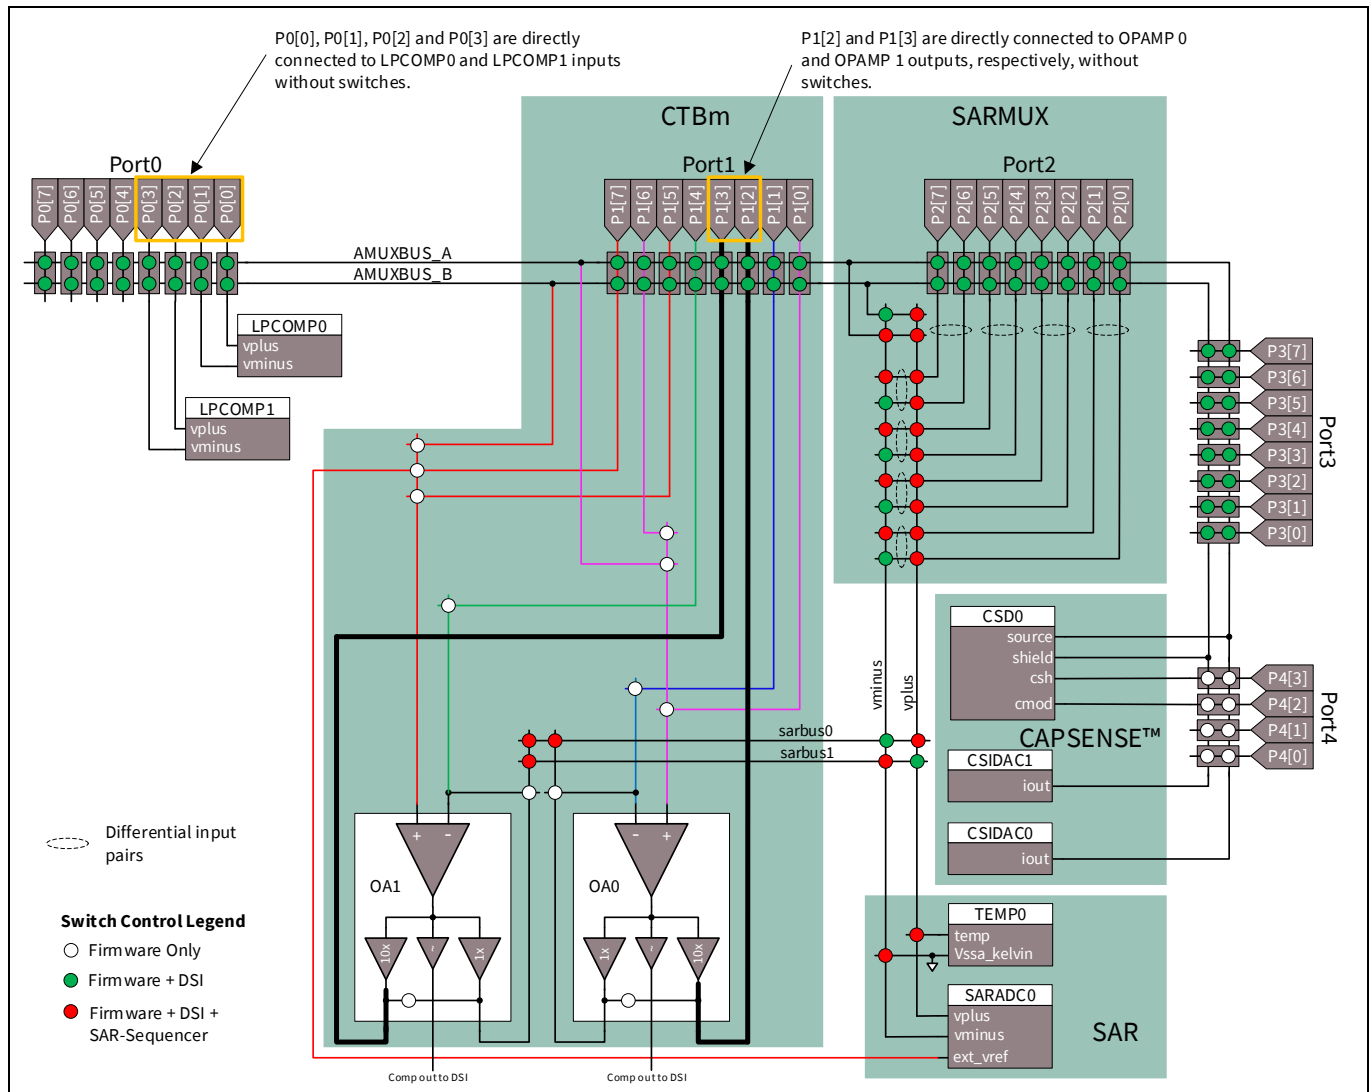 P0[0], P0[1], P0[2] and P0[3] are directly
connected to LPCOMP0 and LPCOMP1 inputs
without switches.
P1[2] and P1[3] are directly connected to OPAMP 0
and OPAMP 1 outputs, respectively, without
switches.
CTBm
SARMUX
Port0
Port1
Port2
P0[7]
P0[6]
P0[5]
P0[4]
P0[3]
P0[2]
P0[1]
P0[0]
P1[7]
P1[6]
P1[5]
P1[4]
P1[3]
P1[2]
P1[1]
P1[0]
P2[7]
P2[6]
P2[5]
P2[4]
P2[3]
P2[2]
P2[1]
P2[0]
AMUXBUS_A
AMUXBUS_B
LPCOMP0
vplus
vminus
LPCOMP1
vplus
vminus
P3[7]
P3[6]
P3[5]
P3[4]
P3[3]
P3[2]
P3[1]
P3[0]
Port3
CSD0
source
shield
csh
cmod
vminus
vplus
P4[3]
P4[2]
P4[1]
P4[0]
Port4
sarbus0
sarbus1
CAPSENSE™
CSIDAC1
iout
CSIDAC0
iout
+
-
-
+
OA1
OA0
10x
~
1x
1x
~
10x
Differential input
pairs
Switch Control Legend
Firmware Only
Firmware + DSI
Firmware + DSI +
SAR-Sequencer
TEMP0
temp
Vssa_kelvin
SARADC0
vplus
vminus
ext_vref
SAR
Comp out to DSI
Comp out to DSI